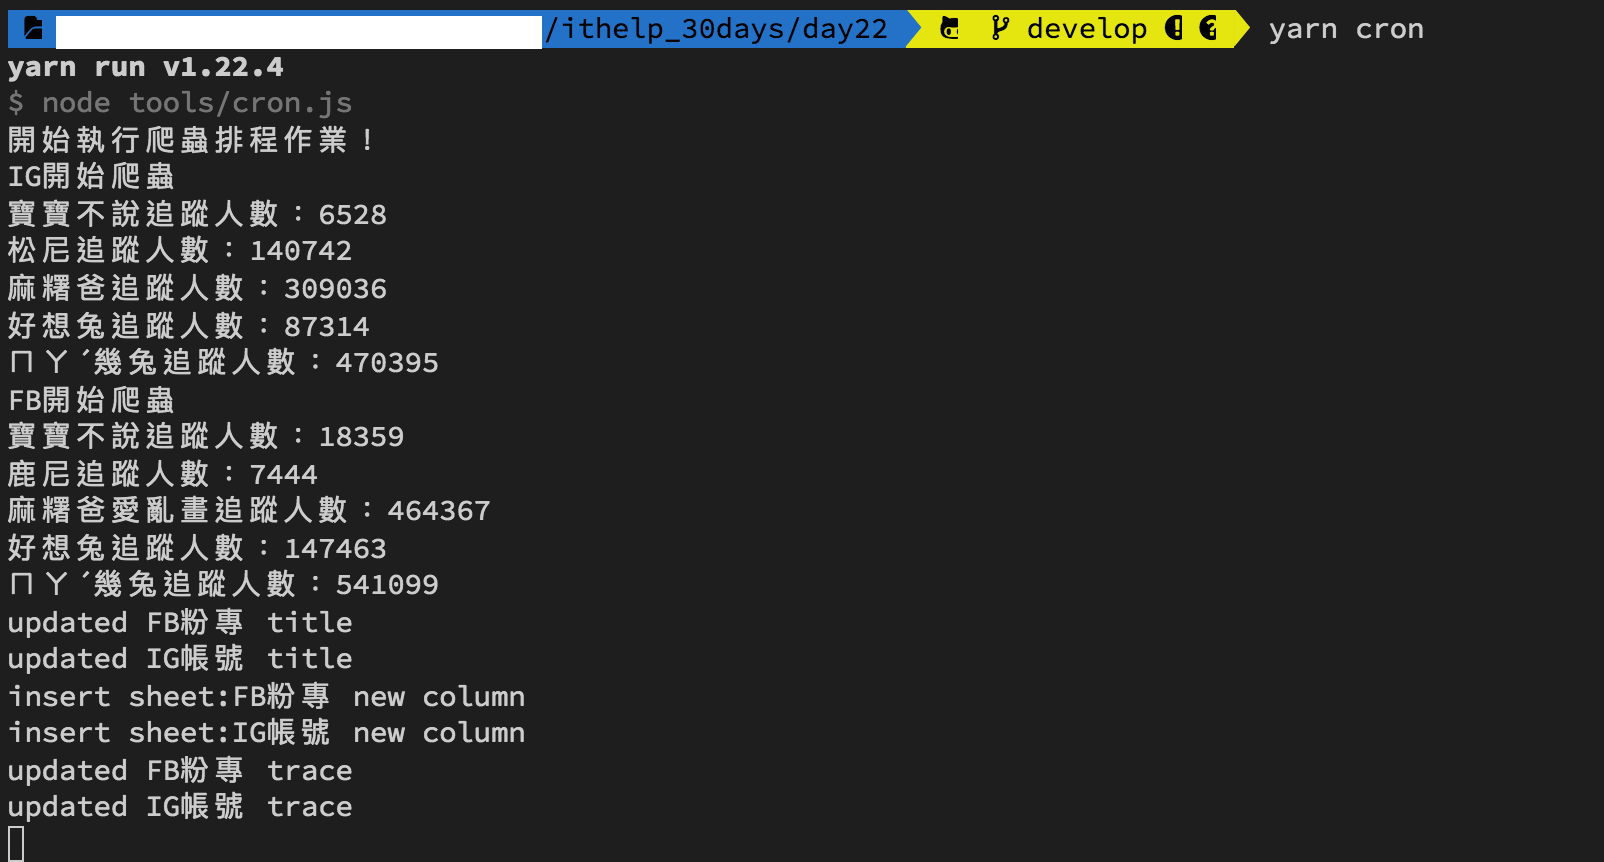 /ithelp_30days/day22 develop yarn cron
yarn run v1.22.4
$ node tools/cron.js
開始執行爬蟲排程作業！
IG開始爬蟲
寶寶不說追蹤人數：6528
松尼追蹤人數：140742
麻糬爸追蹤人數：309036
好想兔追蹤人數：87314
ㄇㄚˊ幾兔追蹤人數：470395
FB開始爬蟲
寶寶不說追蹤人數：18359
鹿尼追蹤人數：7444
麻糬爸愛亂畫追蹤人數：464367
好想兔追蹤人數：147463
ㄇㄚˊ幾兔追蹤人數：541099
updated FB粉專 title
updated IG帳號 title
insert sheet:FB粉專 new column
insert sheet:IG帳號 new column
updated FB粉專 trace
updated IG帳號 trace